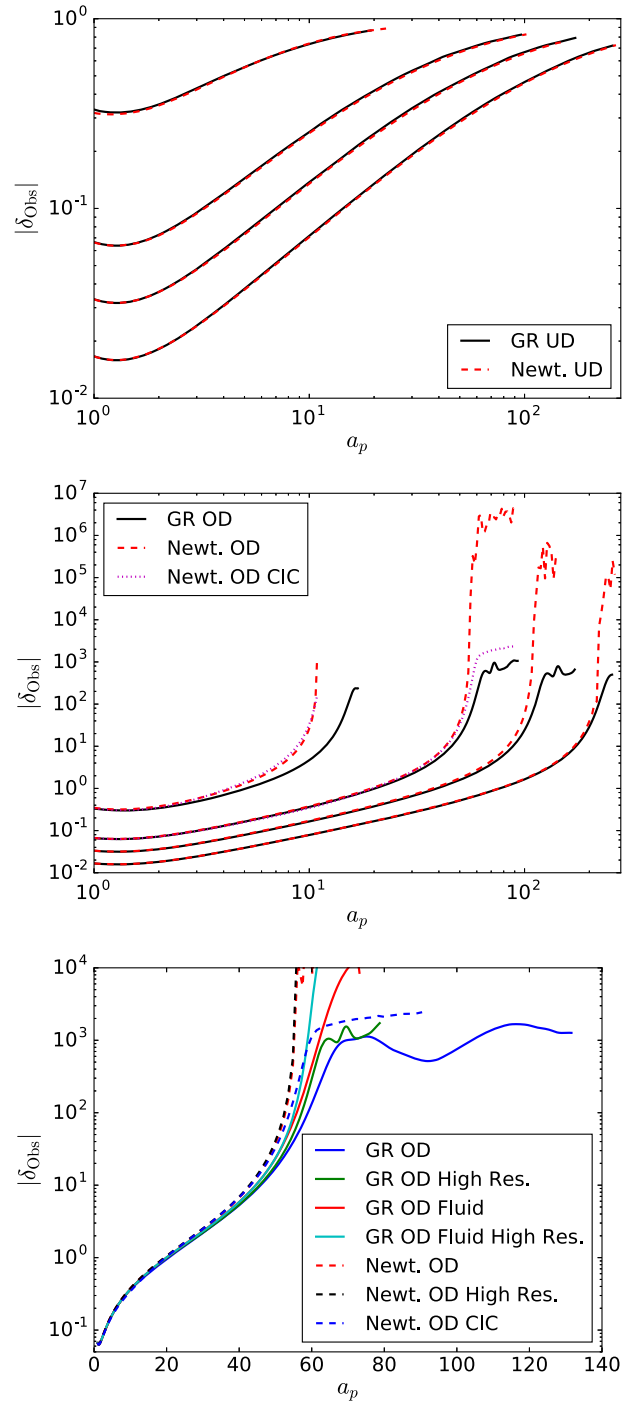 10^0
10^-1
10^-2
|δ_Obs|
GR UD
Newt. UD
10^0
10^1
10^2
a_p
10^7
10^6
10^5
10^4
10^3
10^2
10^1
10^0
10^-1
10^-2
|δ_Obs|
GR OD
Newt. OD
Newt. OD CIC
10^0
10^1
10^2
a_p
10^4
10^3
10^2
10^1
10^0
10^-1
|δ_Obs|
GR OD
GR OD High Res.
GR OD Fluid
GR OD Fluid High Res.
Newt. OD
Newt. OD High Res.
Newt. OD CIC
0 20 40 60 80 100 120 140
a_p